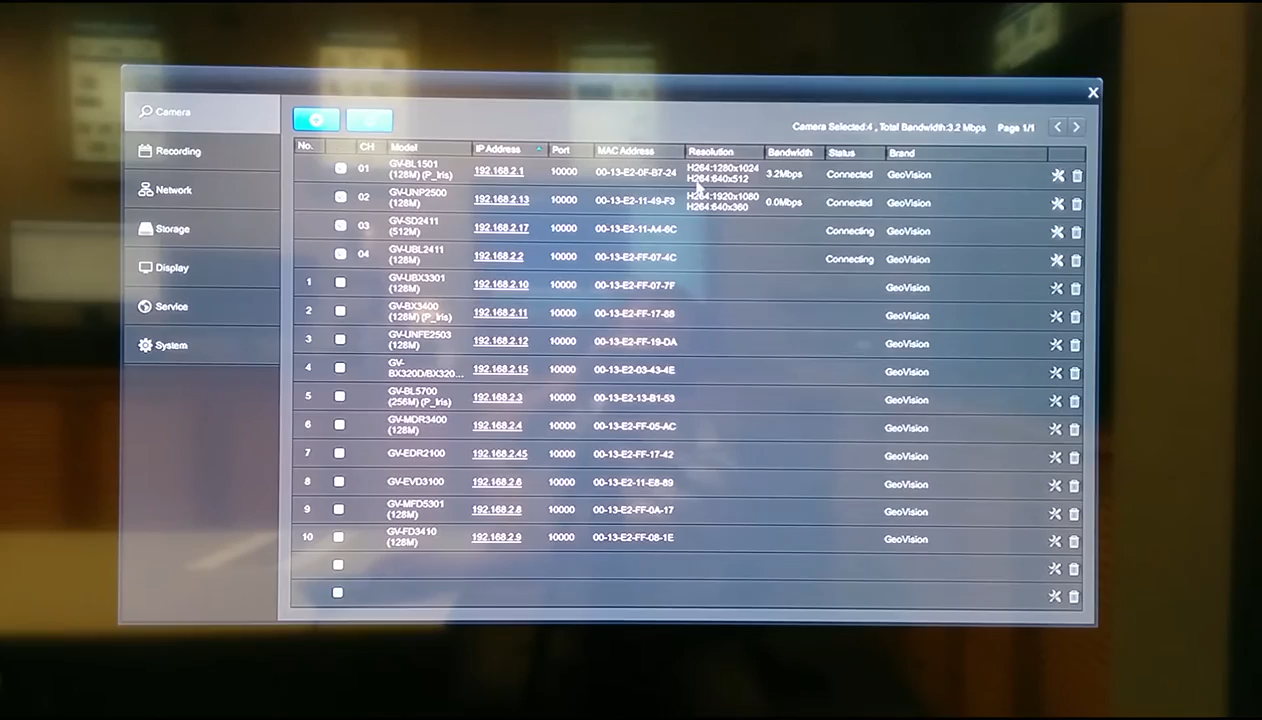 X
Camera
Recording
Network
Storage
Display
Service
System
Camera Selected:4 , Total Bandwidth:3.2 Mbps Page 1/1 < >
No. CH Model IP Address Port MAC Address Resolution Bandwidth Status Brand
01 GV-BL1501 (128M) (P_Iris) 192.168.2.1 10000 00-13-E2-0F-B7-24 H264:1280x1024 H264:640x512 3.2Mbps Connected GeoVision
02 GV-UNP2500 (128M) 192.168.2.13 10000 00-13-E2-11-49-F3 H264:1920x1080 H264:640x360 0.0Mbps Connected GeoVision
03 GV-SD2411 (512M) 192.168.2.17 10000 00-13-E2-11-A4-6C Connecting GeoVision
04 GV-UBL2411 (128M) 192.168.2.2 10000 00-13-E2-FF-07-4C Connecting GeoVision
1 GV-UBX3301 (128M) 192.168.2.10 10000 00-13-E2-FF-07-7F GeoVision
2 GV-BX3400 (128M) (P_Iris) 192.168.2.11 10000 00-13-E2-FF-17-88 GeoVision
3 GV-UNFE2503 (128M) 192.168.2.12 10000 00-13-E2-FF-19-DA GeoVision
4 GV-BX320D/BX320... 192.168.2.15 10000 00-13-E2-03-43-4E GeoVision
5 GV-BL5700 (256M) (P_Iris) 192.168.2.3 10000 00-13-E2-13-B1-53 GeoVision
6 GV-MDR3400 (128M) 192.168.2.4 10000 00-13-E2-FF-05-AC GeoVision
7 GV-EDR2100 192.168.2.45 10000 00-13-E2-FF-17-42 GeoVision
8 GV-EVD3100 192.168.2.6 10000 00-13-E2-11-E8-89 GeoVision
9 GV-MFD5301 (128M) 192.168.2.8 10000 00-13-E2-FF-0A-17 GeoVision
10 GV-FD3410 (128M) 192.168.2.9 10000 00-13-E2-FF-08-1E GeoVision